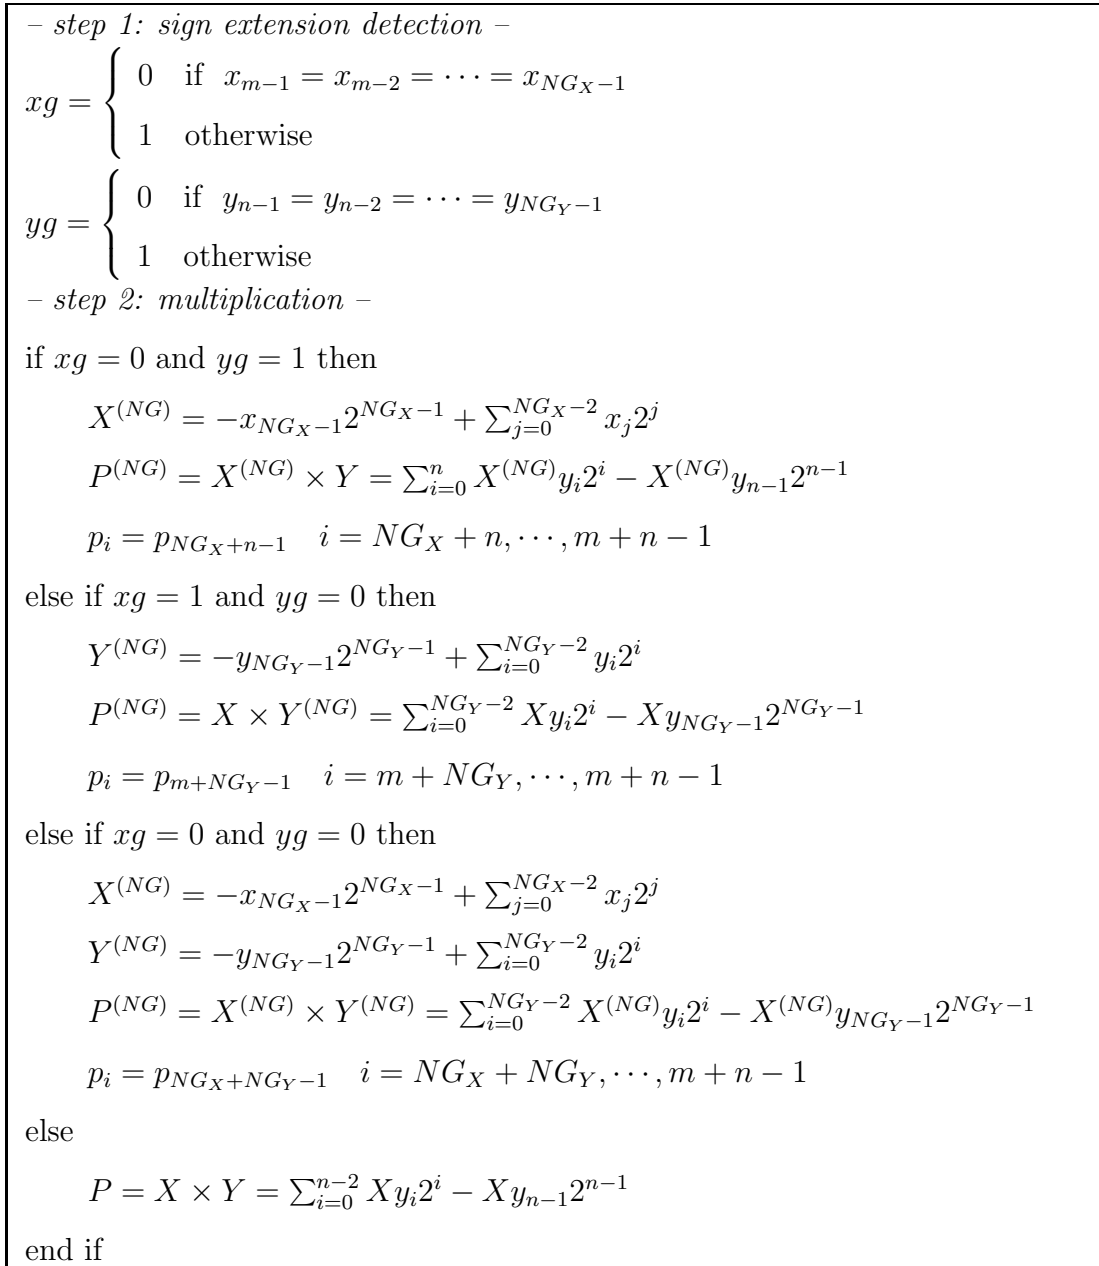 – step 1: sign extension detection –
xg = { 0 if x_{m−1} = x_{m−2} = ⋯ = x_{NG_X−1}
1 otherwise
yg = { 0 if y_{n−1} = y_{n−2} = ⋯ = y_{NG_Y−1}
1 otherwise
– step 2: multiplication –
if xg = 0 and yg = 1 then
X^{(NG)} = −x_{NG_X−1}2^{NG_X−1} + ∑_{j=0}^{NG_X−2} x_j2^j
P^{(NG)} = X^{(NG)} × Y = ∑_{i=0}^{n} X^{(NG)}y_i2^i − X^{(NG)}y_{n−1}2^{n−1}
p_i = p_{NG_X+n−1} i = NG_X + n, ⋯, m + n − 1
else if xg = 1 and yg = 0 then
Y^{(NG)} = −y_{NG_Y−1}2^{NG_Y−1} + ∑_{i=0}^{NG_Y−2} y_i2^i
P^{(NG)} = X × Y^{(NG)} = ∑_{i=0}^{NG_Y−2} Xy_i2^i − Xy_{NG_Y−1}2^{NG_Y−1}
p_i = p_{m+NG_Y−1} i = m + NG_Y, ⋯, m + n − 1
else if xg = 0 and yg = 0 then
X^{(NG)} = −x_{NG_X−1}2^{NG_X−1} + ∑_{j=0}^{NG_X−2} x_j2^j
Y^{(NG)} = −y_{NG_Y−1}2^{NG_Y−1} + ∑_{i=0}^{NG_Y−2} y_i2^i
P^{(NG)} = X^{(NG)} × Y^{(NG)} = ∑_{i=0}^{NG_Y−2} X^{(NG)}y_i2^i − X^{(NG)}y_{NG_Y−1}2^{NG_Y−1}
p_i = p_{NG_X+NG_Y−1} i = NG_X + NG_Y, ⋯, m + n − 1
else
P = X × Y = ∑_{i=0}^{n−2} Xy_i2^i − Xy_{n−1}2^{n−1}
end if